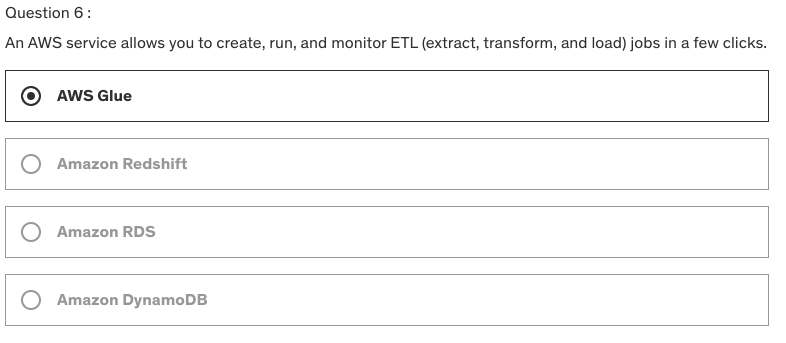 Question 6 :
An AWS service allows you to create, run, and monitor ETL (extract, transform, and load) jobs in a few clicks.
AWS Glue
Amazon Redshift
Amazon RDS
Amazon DynamoDB